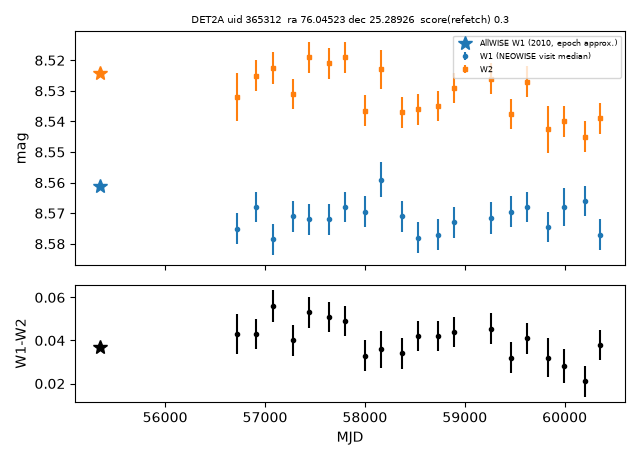 DET2A uid 365312  ra 76.04523 dec 25.28926  score(refetch) 0.3
AllWISE W1 (2010, epoch approx.)
W1 (NEOWISE visit median)
W2
8.52
8.53
8.54
8.55
8.56
8.57
8.58
mag
0.06
0.04
0.02
W1-W2
56000 57000 58000 59000 60000
MJD